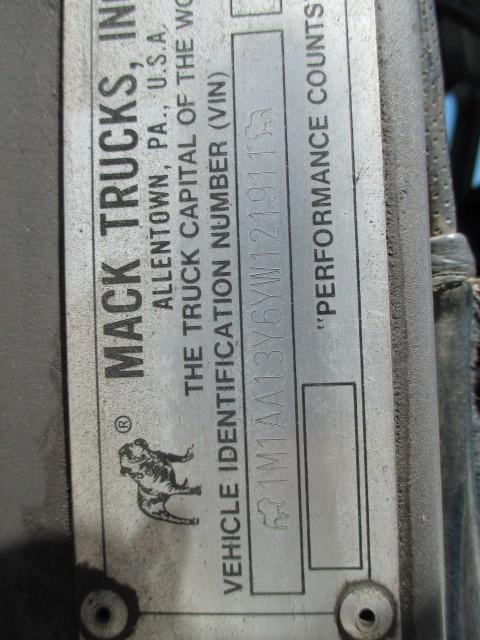 MACK TRUCKS, INC
ALLENTOWN, PA., U.S.A.
THE TRUCK CAPITAL OF THE WO
VEHICLE IDENTIFICATION NUMBER (VIN)
1M1AA13Y6YW121911
"PERFORMANCE COUNTS
®